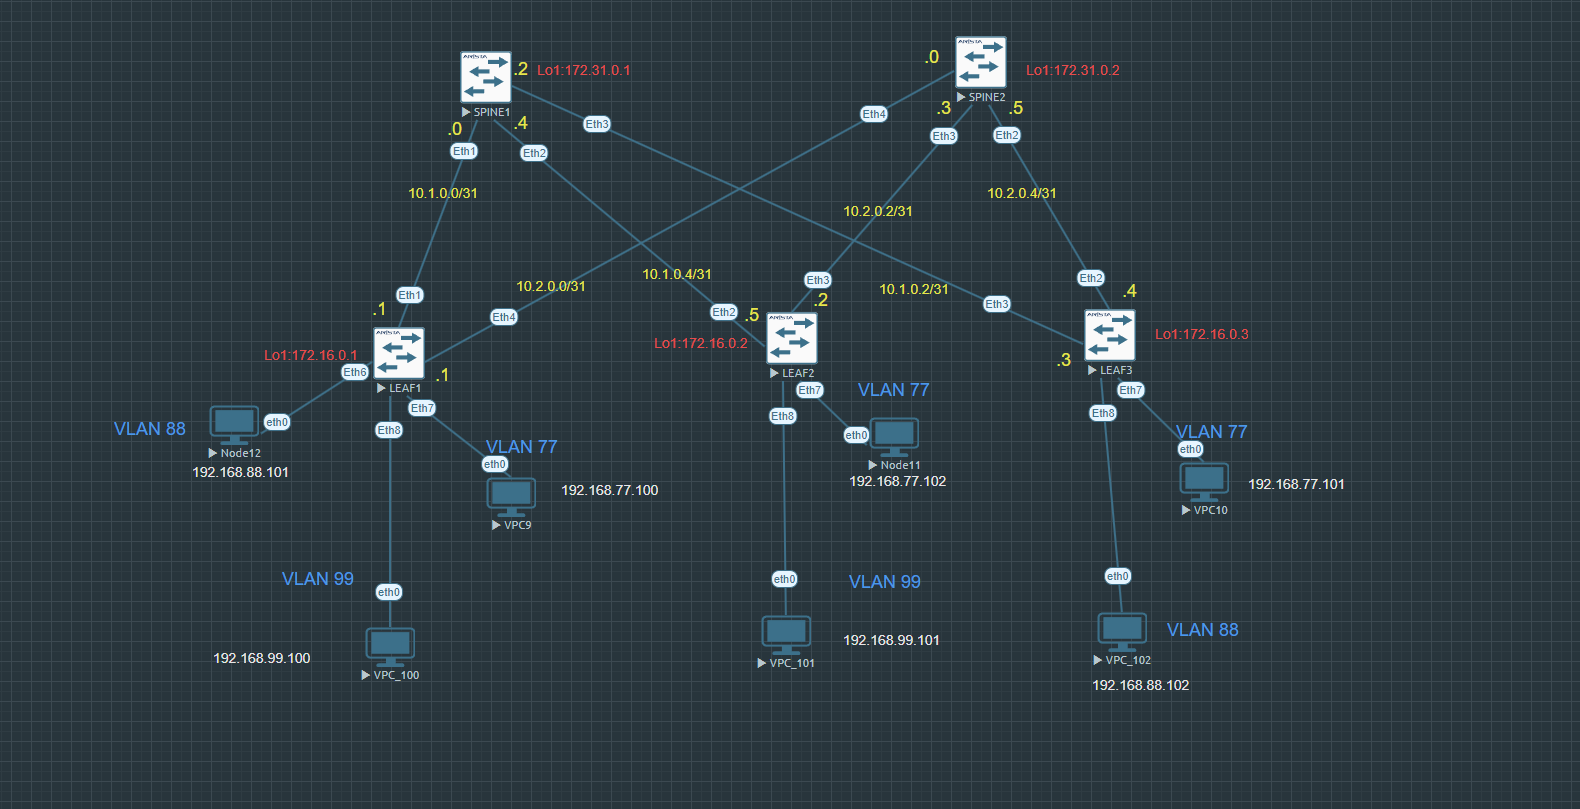 ARISTA
.2
Lo1:172.31.0.1
SPINE1
.0
.4
Eth1
Eth2
Eth3
ARISTA
.0
Lo1:172.31.0.2
SPINE2
.3
.5
Eth4
Eth3
Eth2
10.1.0.0/31
10.2.0.2/31
10.2.0.4/31
10.2.0.0/31
10.1.0.4/31
10.1.0.2/31
.1
Eth1
Eth4
ARISTA
Lo1:172.16.0.1
Eth6
.1
LEAF1
Eth7
Eth8
Eth3
.2
Eth2
.5
ARISTA
Lo1:172.16.0.2
LEAF2
Eth7
Eth8
Eth2
.4
Eth3
ARISTA
Lo1:172.16.0.3
.3
LEAF3
Eth7
Eth8
VLAN 88
eth0
Node12
192.168.88.101
VLAN 77
eth0
VPC9
192.168.77.100
VLAN 77
eth0
Node11
192.168.77.102
VLAN 77
eth0
VPC10
192.168.77.101
VLAN 99
eth0
192.168.99.100
VPC_100
eth0
VLAN 99
192.168.99.101
VPC_101
eth0
VLAN 88
VPC_102
192.168.88.102